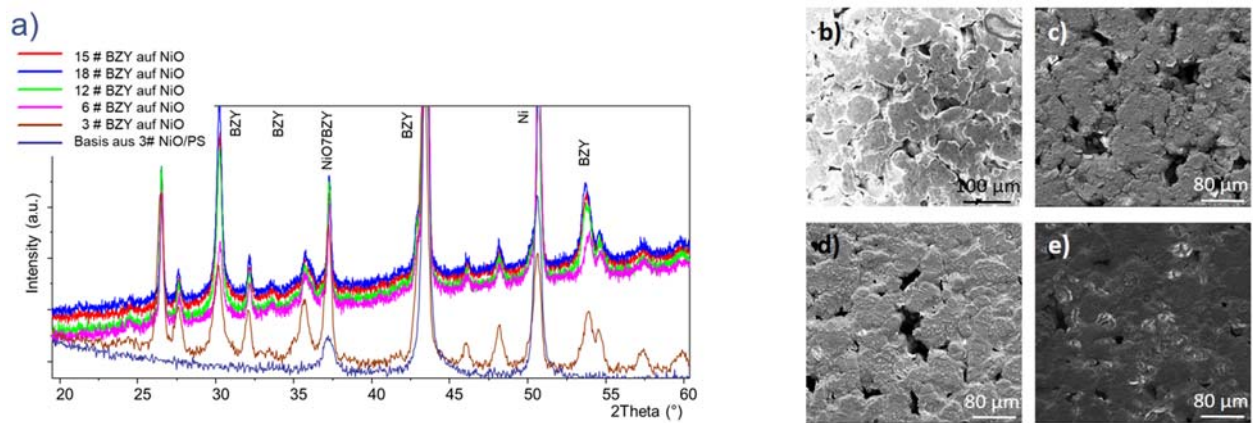 a)
15 # BZY auf NiO
18 # BZY auf NiO
12 # BZY auf NiO
6 # BZY auf NiO
3 # BZY auf NiO
Basis aus 3# NiO/PS
BZY
BZY
NiO7BZY
BZY
Ni
BZY
Intensity (a.u.)
20 25 30 35 40 45 50 55 60
2Theta (°)
b)
100 µm
c)
80 µm
d)
80 µm
e)
80 µm